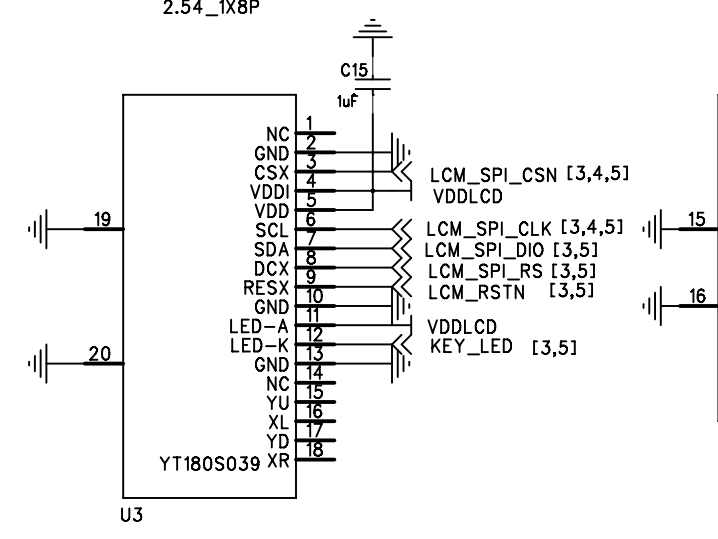 2.54_1X8P
C15
1uF
NC 1
GND 2
CSX 3 LCM_SPI_CSN [3,4,5]
VDDI 4 VDDLCD
VDD 5
19 SCL 6 LCM_SPI_CLK [3,4,5] 15
SDA 7 LCM_SPI_DIO [3,5]
DCX 8 LCM_SPI_RS [3,5]
RESX 9 LCM_RSTN [3,5]
GND 10 16
LED-A 11 VDDLCD
LED-K 12 KEY_LED [3,5]
20 GND 13
NC 14
YU 15
XL 16
YD 17
YT180S039 XR 18
U3